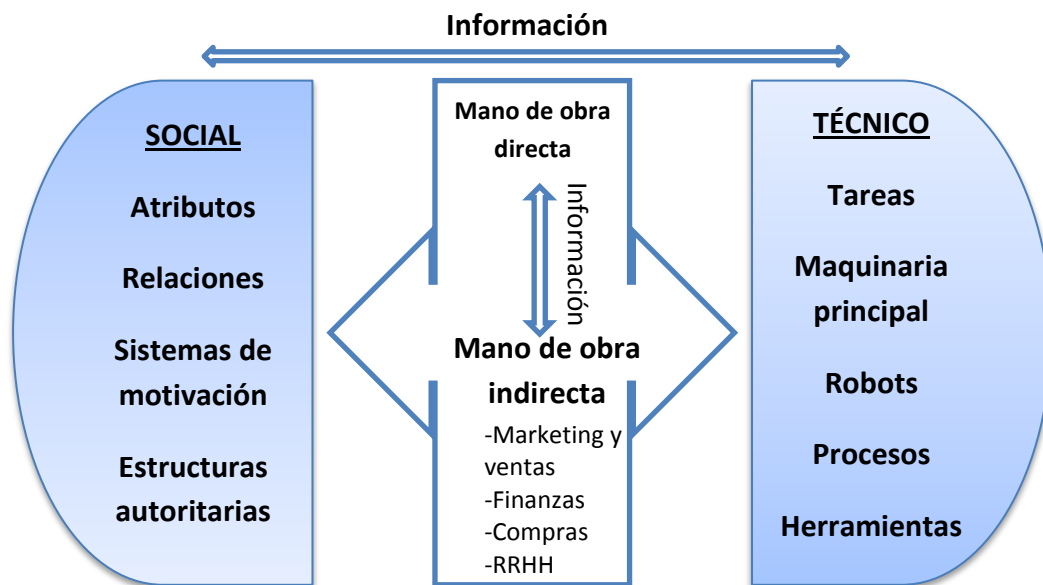 Información
SOCIAL
Atributos
Relaciones
Sistemas de
motivación
Estructuras
autoritarias
Mano de obra
directa
Información
Mano de obra
indirecta
-Marketing y
ventas
-Finanzas
-Compras
-RRHH
TÉCNICO
Tareas
Maquinaria
principal
Robots
Procesos
Herramientas